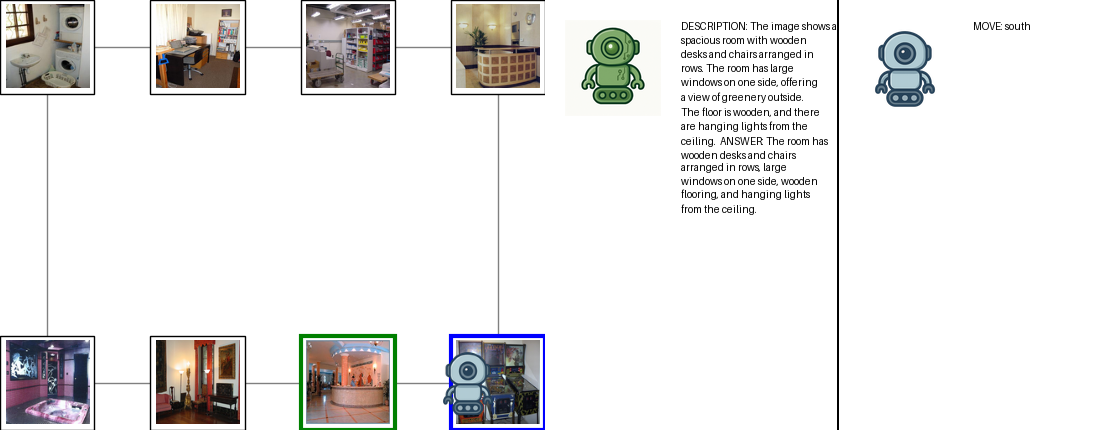 DESCRIPTION: The image shows a
spacious room with wooden
desks and chairs arranged in
rows. The room has large
windows on one side, offering
a view of greenery outside.
The floor is wooden, and there
are hanging lights from the
ceiling.  ANSWER: The room has
wooden desks and chairs
arranged in rows, large
windows on one side, wooden
flooring, and hanging lights
from the ceiling.
MOVE: south